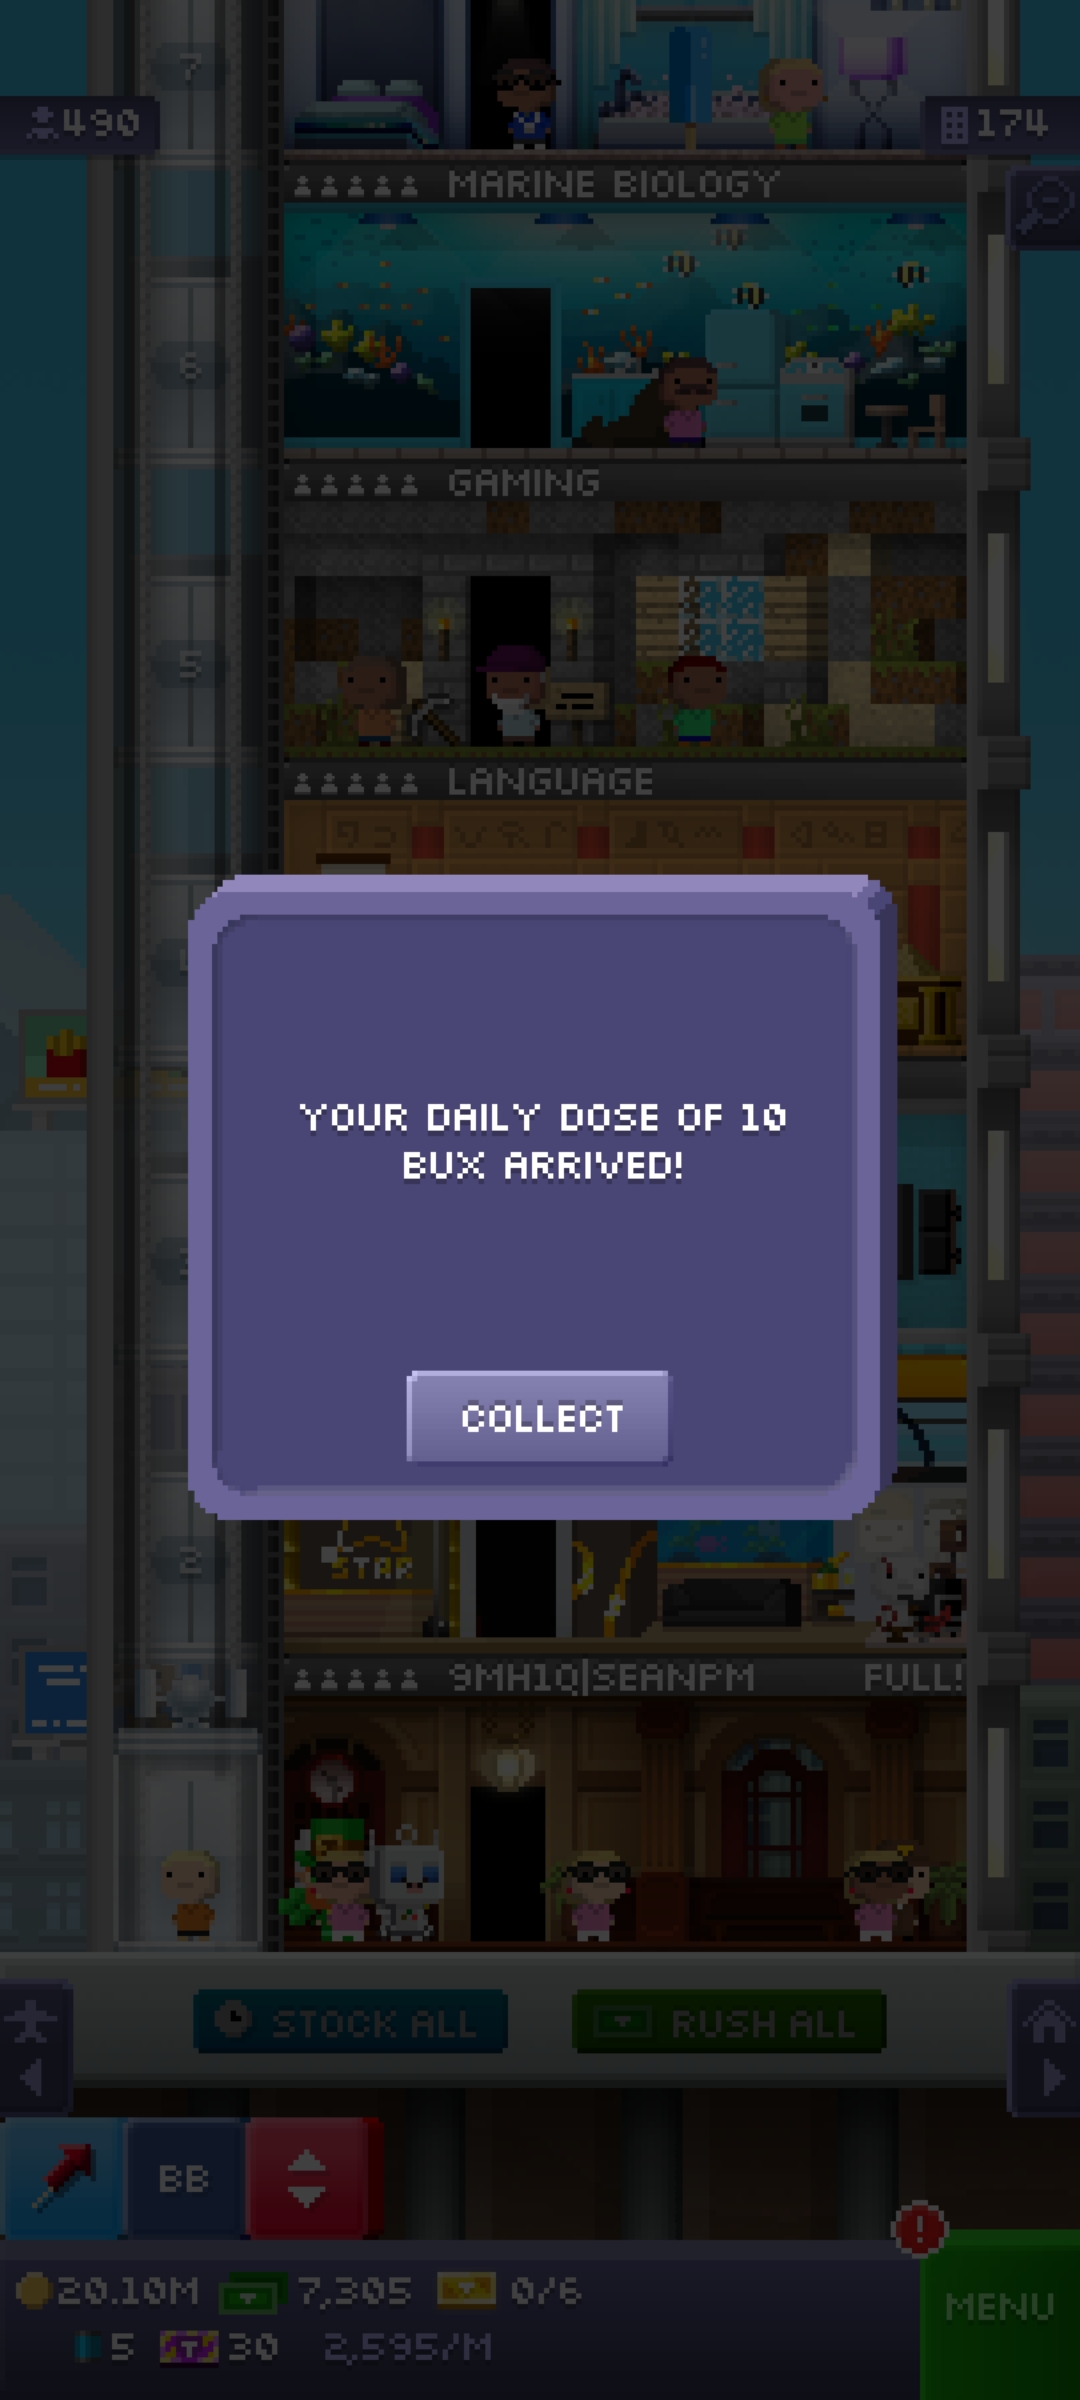 7
490
174
MARINE BIOLOGY
6
GAMING
5
LANGUAGE
YOUR DAILY DOSE OF 10
BUX ARRIVED!
COLLECT
2
STAR
9MH1Q|SEANPM FULL!
STOCK ALL
RUSH ALL
BB
20.10M 7,305 0/6
5 30 2,595/M
MENU